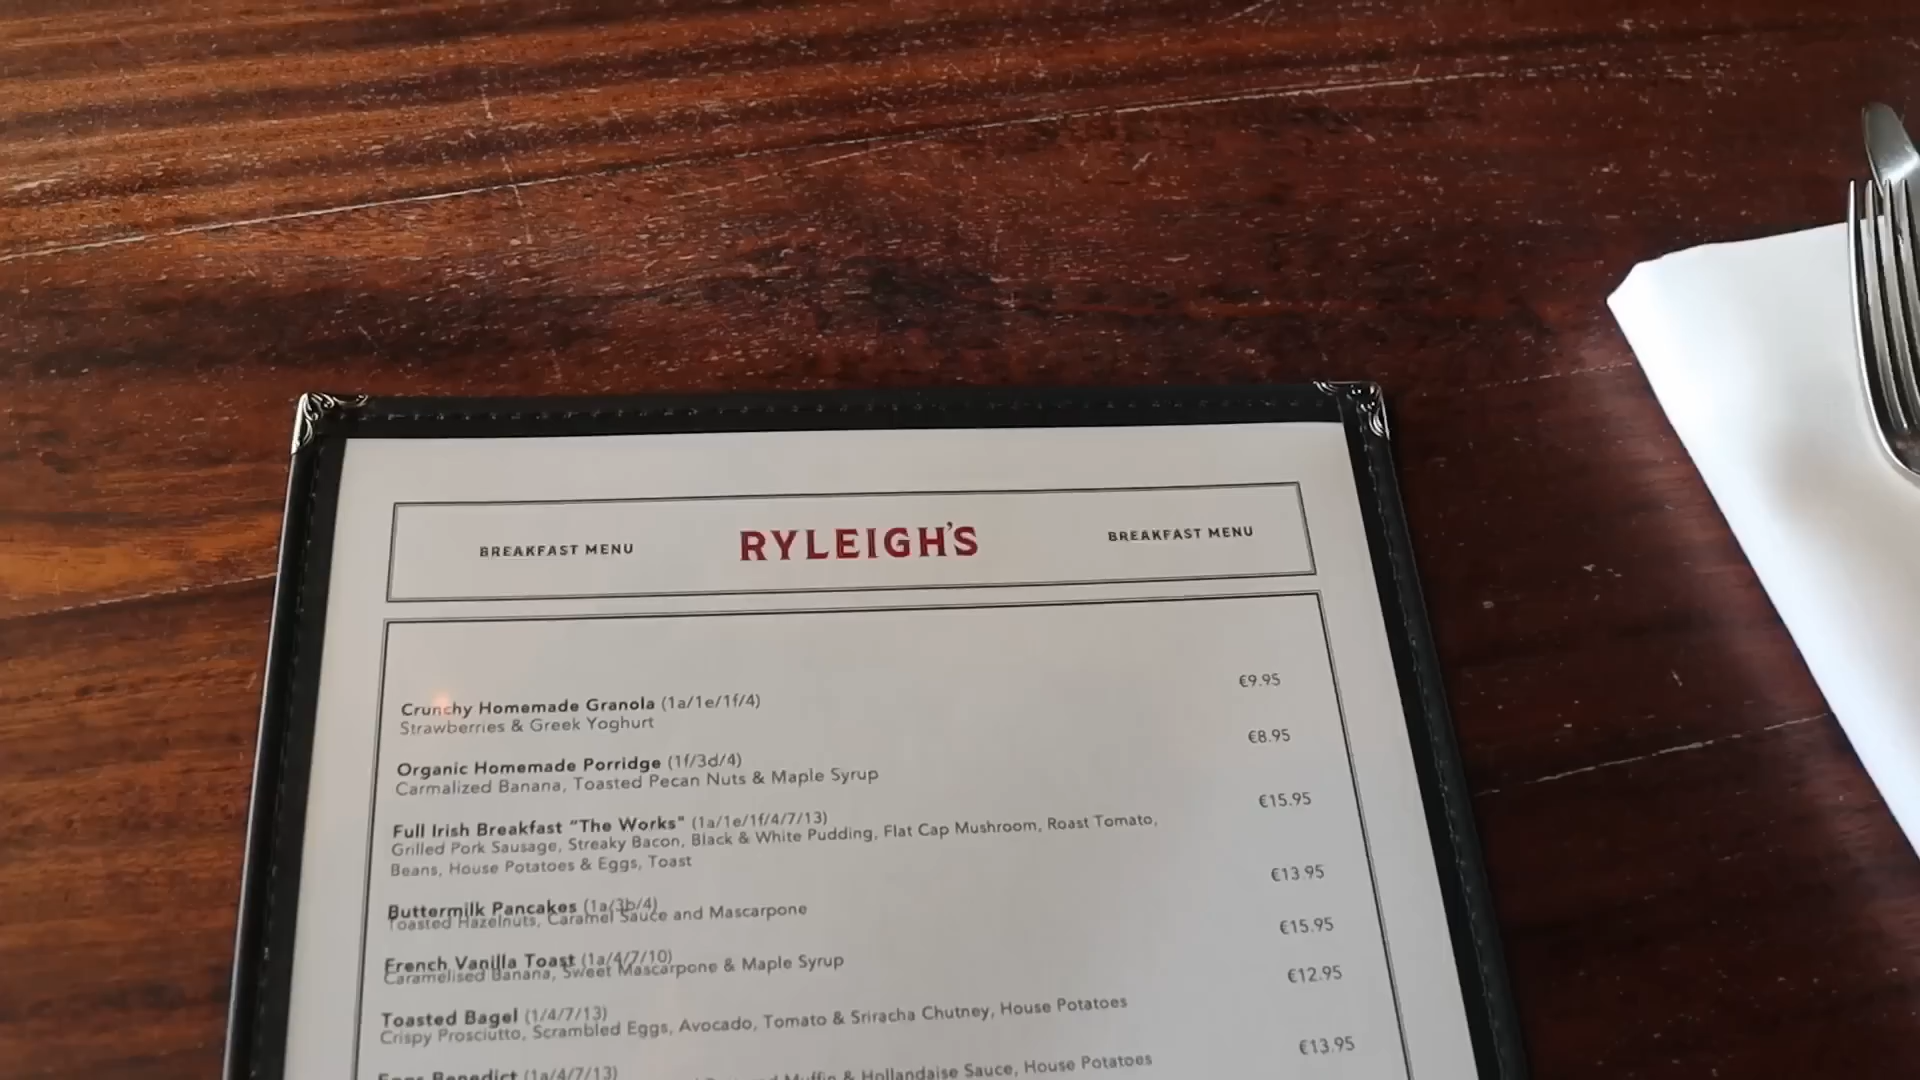 BREAKFAST MENU RYLEIGH'S BREAKFAST MENU
Crunchy Homemade Granola (1a/1e/1f/4) €9.95
Strawberries & Greek Yoghurt
Organic Homemade Porridge (1f/3d/4) €8.95
Carmalized Banana, Toasted Pecan Nuts & Maple Syrup
Full Irish Breakfast "The Works" (1a/1e/1f/4/7/13) €15.95
Grilled Pork Sausage, Streaky Bacon, Black & White Pudding, Flat Cap Mushroom, Roast Tomato,
Beans, House Potatoes & Eggs, Toast
Buttermilk Pancakes (1a/3b/4) €13.95
Toasted Hazelnuts, Caramel Sauce and Mascarpone
French Vanilla Toast (1a/4/7/10) €15.95
Caramelised Banana, Sweet Mascarpone & Maple Syrup
Toasted Bagel (1/4/7/13) €12.95
Crispy Prosciutto, Scrambled Eggs, Avocado, Tomato & Sriracha Chutney, House Potatoes
Eggs Benedict (1a/4/7/13) €13.95
Muffin & Hollandaise Sauce, House Potatoes